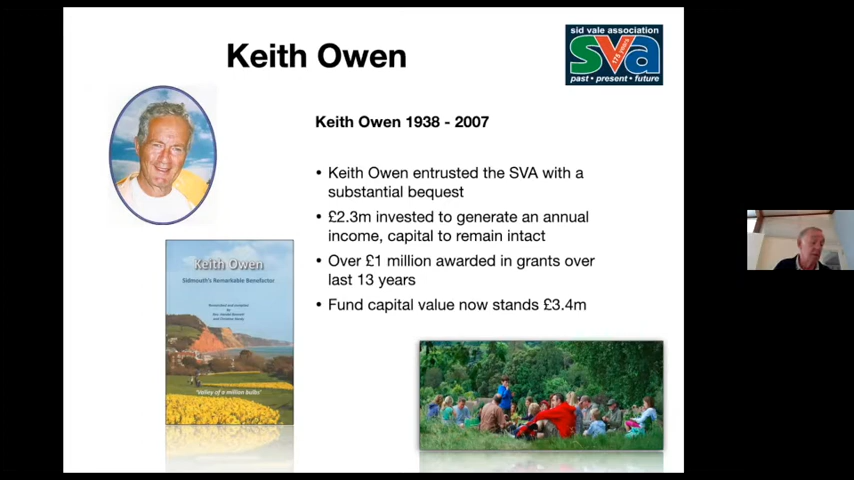 Keith Owen
sid vale association
sva
175 years
past • present • future
Keith Owen 1938 - 2007
• Keith Owen entrusted the SVA with a
substantial bequest
• £2.3m invested to generate an annual
income, capital to remain intact
• Over £1 million awarded in grants over
last 13 years
• Fund capital value now stands £3.4m
Keith Owen
Sidmouth's Remarkable Benefactor
'Valley of a million bulbs'